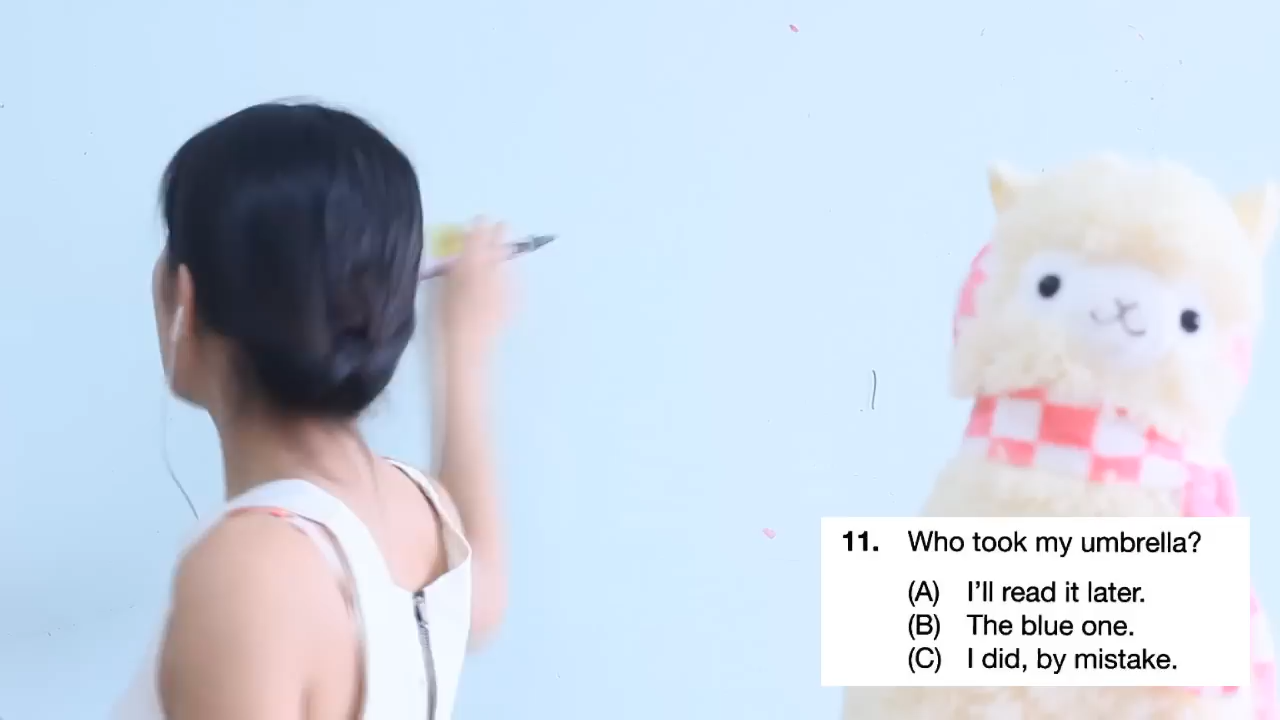 11. Who took my umbrella?
(A) I'll read it later.
(B) The blue one.
(C) I did, by mistake.